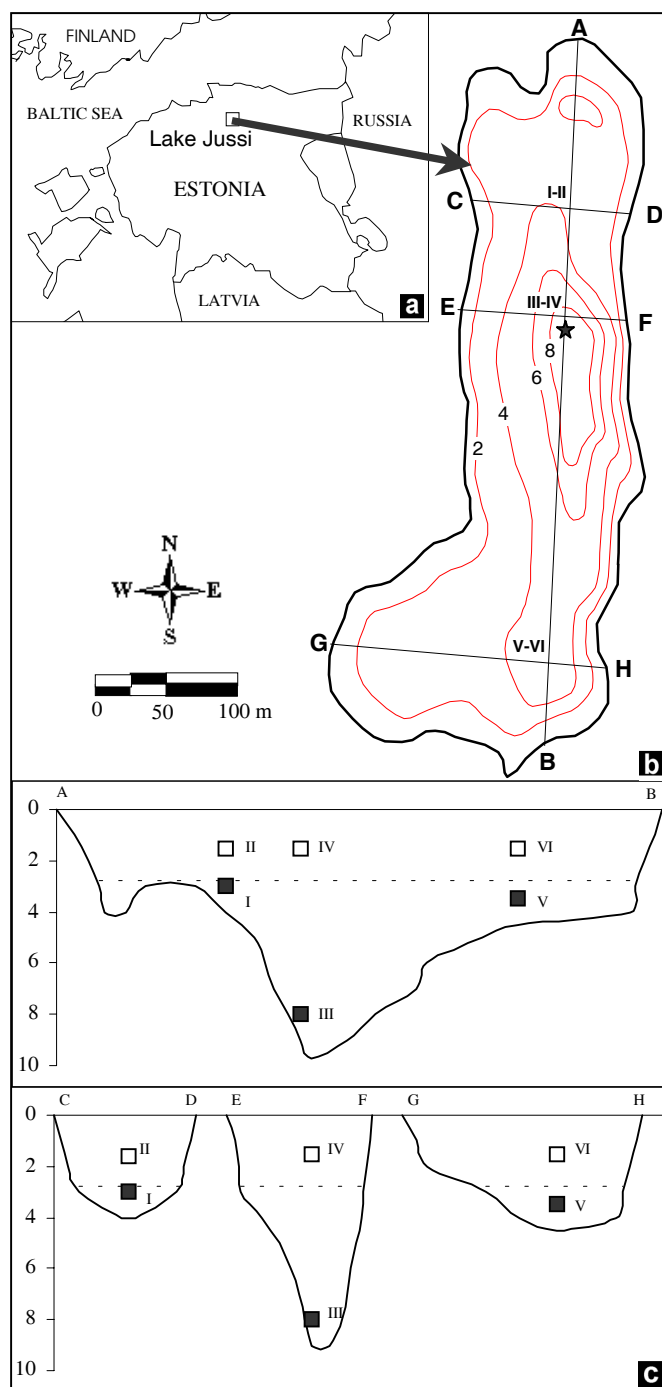 FINLAND
BALTIC SEA
RUSSIA
Lake Jussi
ESTONIA
LATVIA
a
A
I-II
C
D
III-IV
E
F
8
6
4
2
N
W E
S
G
V-VI
H
0 50 100 m
B
b
A B
0
II IV VI
2
I V
4
6
III
8
10
C D E F G H
0
II IV VI
2
I V
4
6
III
8
10
c